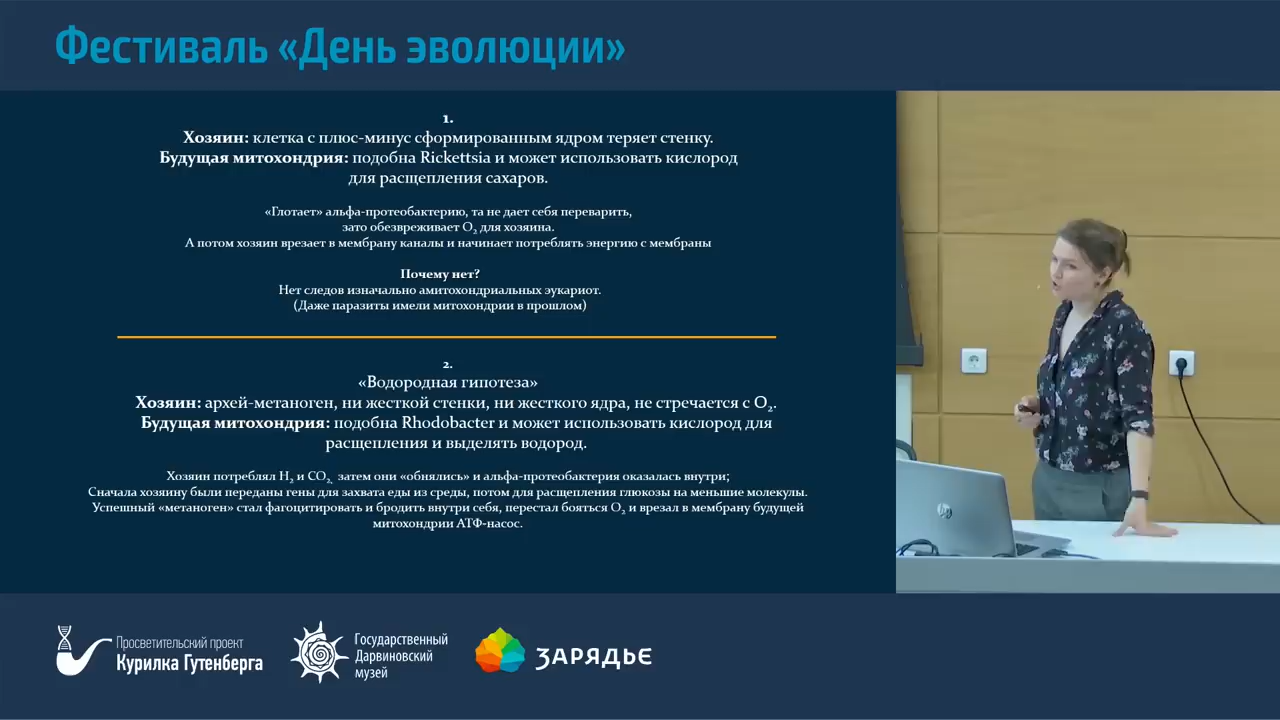 Фестиваль «День эволюции»
1.
Хозяин: клетка с плюс-минус сформированным ядром теряет стенку.
Будущая митохондрия: подобна Rickettsia и может использовать кислород
для расщепления сахаров.
«Глотает» альфа-протеобактерию, та не дает себя переварить,
зато обезвреживает O₂ для хозяина.
А потом хозяин врезает в мембрану каналы и начинает потреблять энергию с мембраны
Почему нет?
Нет следов изначально амитохондриальных эукариот.
(Даже паразиты имели митохондрии в прошлом)
2.
«Водородная гипотеза»
Хозяин: архей-метаноген, ни жесткой стенки, ни жесткого ядра, не стречается с O₂.
Будущая митохондрия: подобна Rhodobacter и может использовать кислород для
расщепления и выделять водород.
Хозяин потреблял H₂ и CO₂, затем они «обнялись» и альфа-протеобактерия оказалась внутри;
Сначала хозяину были переданы гены для захвата еды из среды, потом для расщепления глюкозы на меньшие молекулы.
Успешный «метаноген» стал фагоцитировать и бродить внутри себя, перестал бояться O₂ и врезал в мембрану будущей
митохондрии АТФ-насос.
hp
Просветительский проект
Курилка Гутенберга
Государственный
Дарвиновский
музей
ЗАРЯДЬЕ